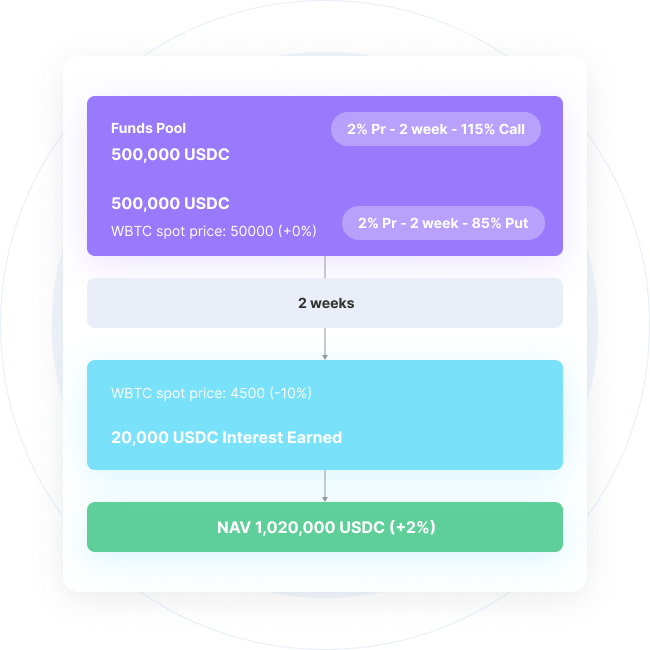 Funds Pool
2% Pr - 2 week - 115% Call
500,000 USDC
500,000 USDC
2% Pr - 2 week - 85% Put
WBTC spot price: 50000 (+0%)
2 weeks
WBTC spot price: 4500 (-10%)
20,000 USDC Interest Earned
NAV 1,020,000 USDC (+2%)